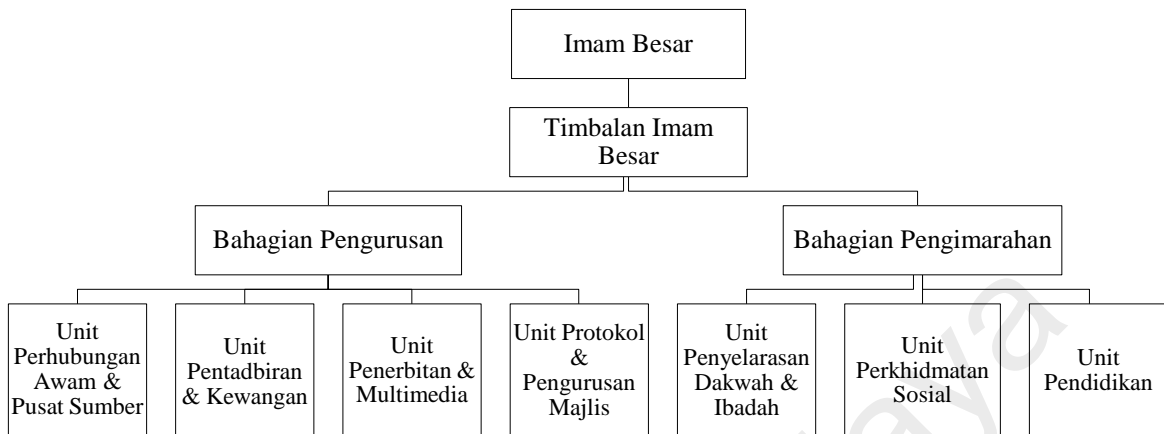 Imam Besar
Timbalan Imam
Besar
Bahagian Pengurusan
Bahagian Pengimarahan
Unit
Perhubungan
Awam &
Pusat Sumber
Unit
Pentadbiran
& Kewangan
Unit
Penerbitan &
Multimedia
Unit Protokol
&
Pengurusan
Majlis
Unit
Penyelarasan
Dakwah &
Ibadah
Unit
Perkhidmatan
Sosial
Unit
Pendidikan
aya